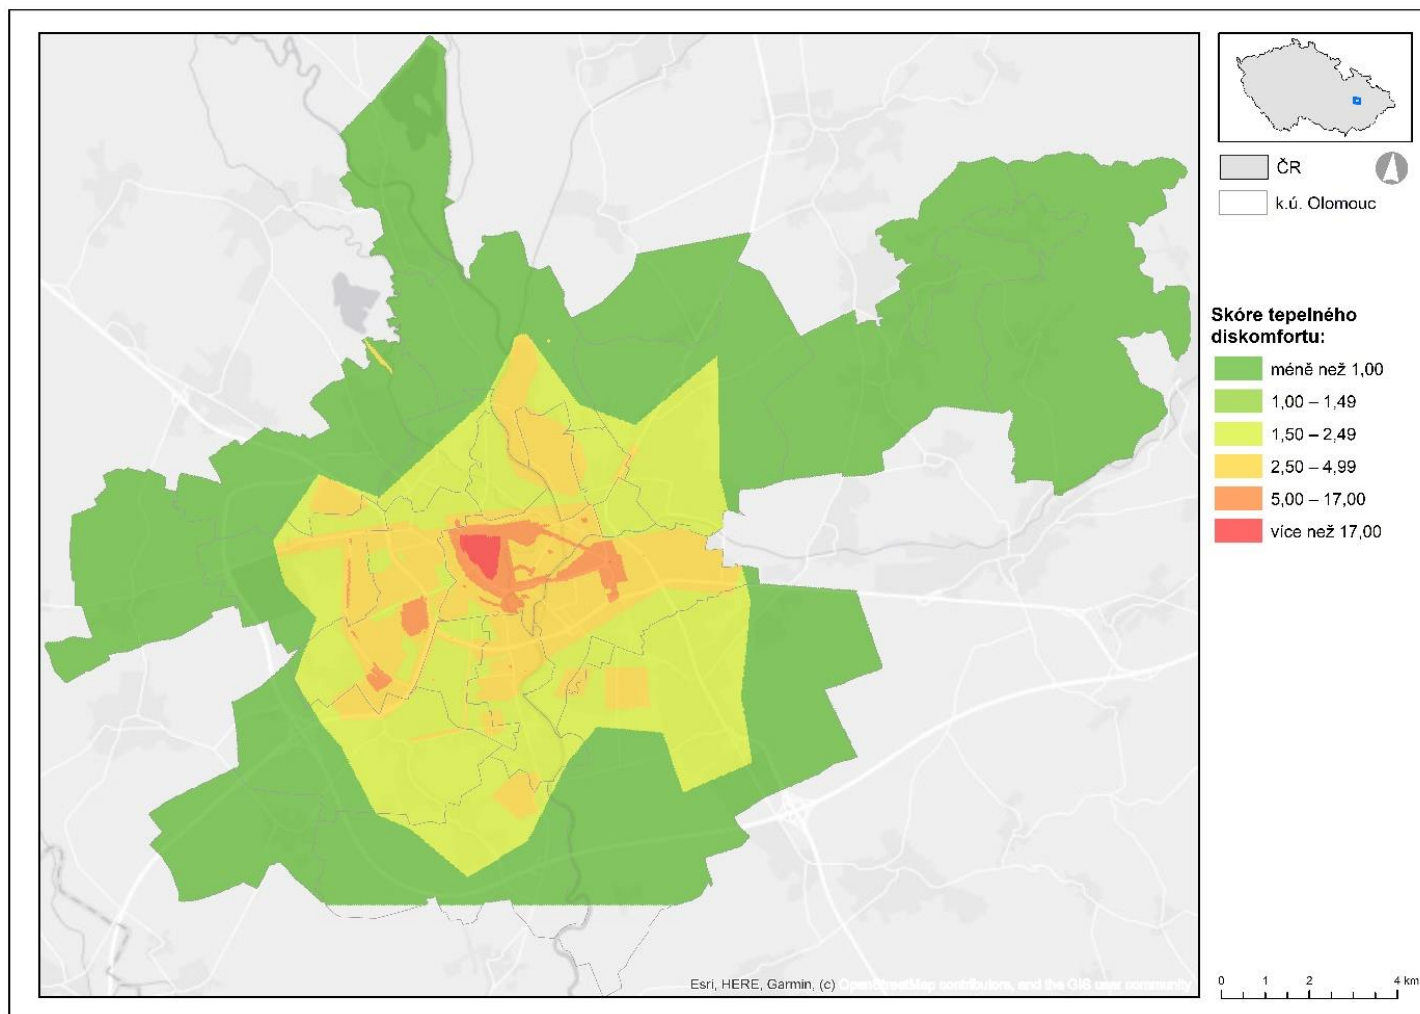 ČR
k.ú. Olomouc
Skóre tepelného
diskomfortu:
méně než 1,00
1,00 – 1,49
1,50 – 2,49
2,50 – 4,99
5,00 – 17,00
více než 17,00
Esri, HERE, Garmin, (c) OpenStreetMap contributors, and the GIS user community
0 1 2 4 km